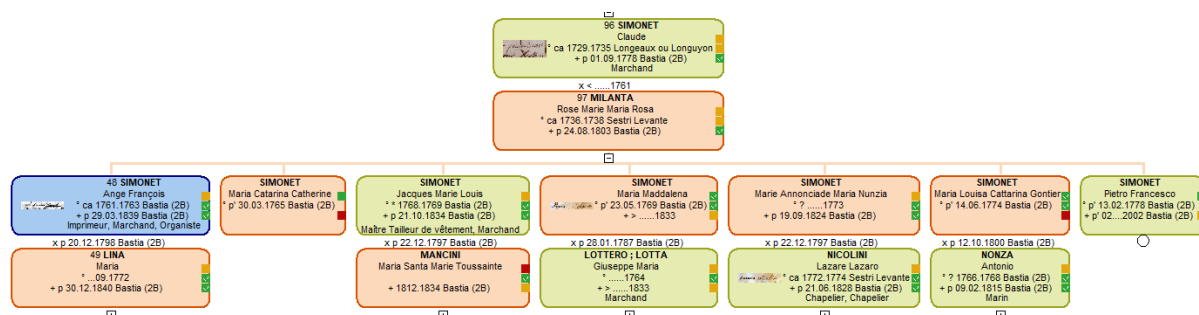 96 SIMONET
Claude
° ca 1729.1735 Longeaux ou Longuyon
+ p 01.09.1778 Bastia (2B)
Marchand
x < ......1761
97 MILANTA
Rose Marie Maria Rosa
° ca 1736.1738 Sestri Levante
+ p 24.08.1803 Bastia (2B)
48 SIMONET
Ange François
° ca 1761.1763 Bastia (2B)
+ p 29.03.1839 Bastia (2B)
Imprimeur, Marchand, Organiste
x p 20.12.1798 Bastia (2B)
49 LINA
Maria
° ...09.1772
+ p 30.12.1840 Bastia (2B)
SIMONET
Maria Catarina Catherine
° p' 30.03.1765 Bastia (2B)
SIMONET
Jacques Marie Louis
° * 1768.1769 Bastia (2B)
+ p 21.10.1834 Bastia (2B)
Maître Tailleur de vêtement, Marchand
x p 22.12.1797 Bastia (2B)
MANCINI
Maria Santa Marie Toussainte
+ 1812.1834 Bastia (2B)
SIMONET
Maria Maddalena
° p' 23.05.1769 Bastia (2B)
+ > ......1833
x p 28.01.1787 Bastia (2B)
LOTTERO ; LOTTA
Giuseppe Maria
° ......1764
+ > ......1833
Marchand
SIMONET
Marie Annonciade Maria Nunzia
° ? ......1773
+ p 19.09.1824 Bastia (2B)
x p 22.12.1797 Bastia (2B)
NICOLINI
Lazare Lazaro
° ca 1772.1774 Sestri Levante
+ p 21.06.1828 Bastia (2B)
Chapelier, Chapelier
SIMONET
Maria Louisa Cattarina Gontier
° p' 14.06.1774 Bastia (2B)
x p 12.10.1800 Bastia (2B)
NONZA
Antonio
° ? 1766.1768 Bastia (2B)
+ p 09.02.1815 Bastia (2B)
Marin
SIMONET
Pietro Francesco
° p' 13.02.1778 Bastia (2B)
+ p' 02....2002 Bastia (2B)